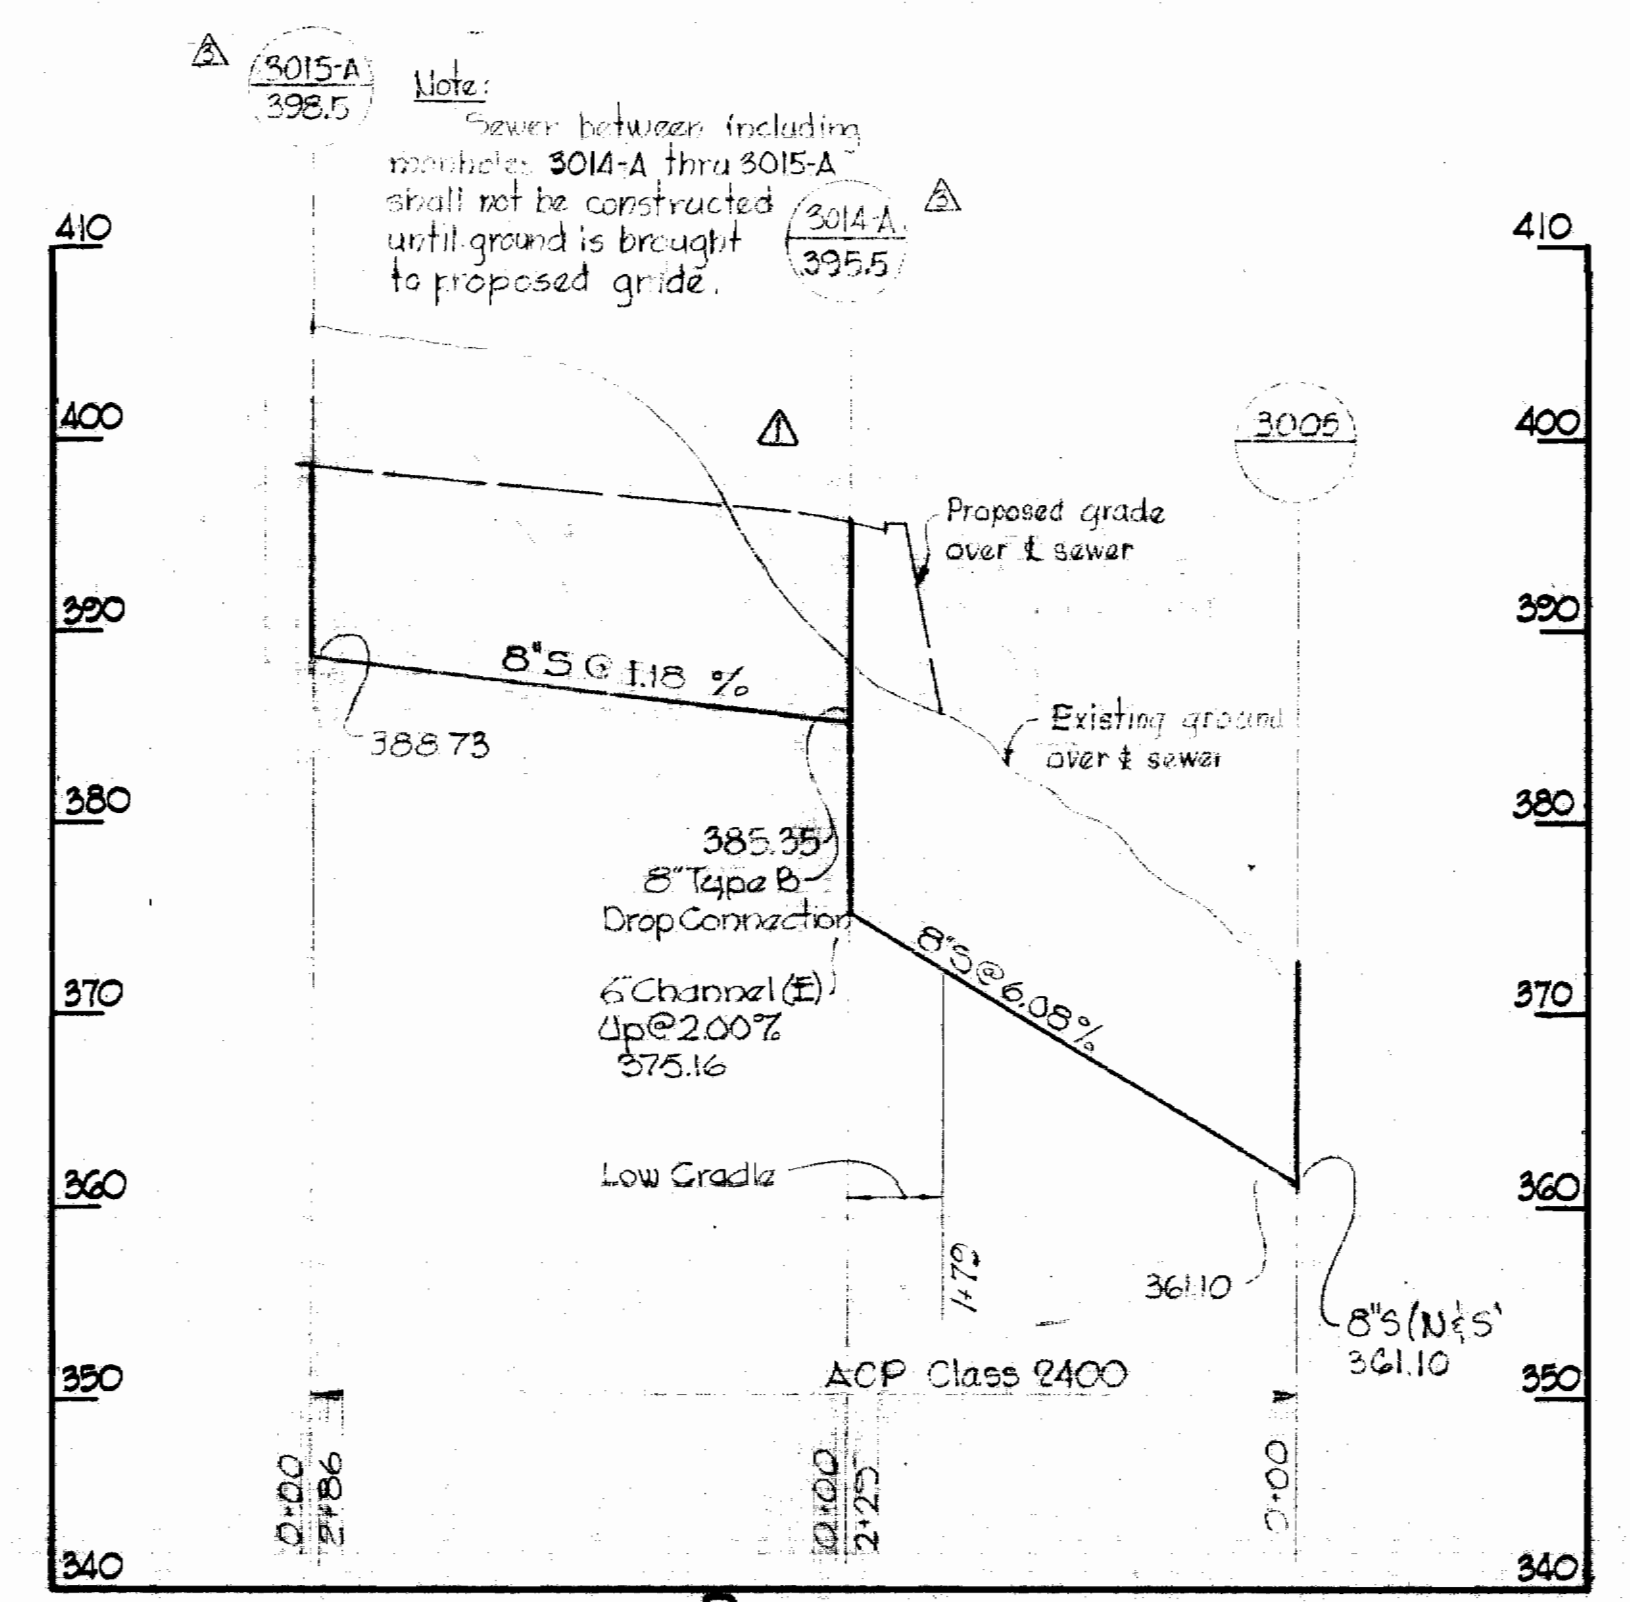 3
3015-A
398.5
Note:
Sewer between including
manholes 3014-A thru 3015-A
shall not be constructed
until ground is brought
to proposed grade.
3014-A
395.5
3
410
410
400
400
1
3005
Proposed grade
over ℄ sewer
390
390
8"S @ 1.18 %
388.73
Existing ground
over ℄ sewer
380
380
385.35
8" Type B
Drop Connection
8"S @ 6.08%
370
370
6" Channel (E)
Up @ 2.00%
375.16
Low Cradle
360
360
1+79
361.10
8"S (N & S)
361.10
350
350
ACP Class 2400
0+00
2+86
0+00
2+25
0+00
340
340